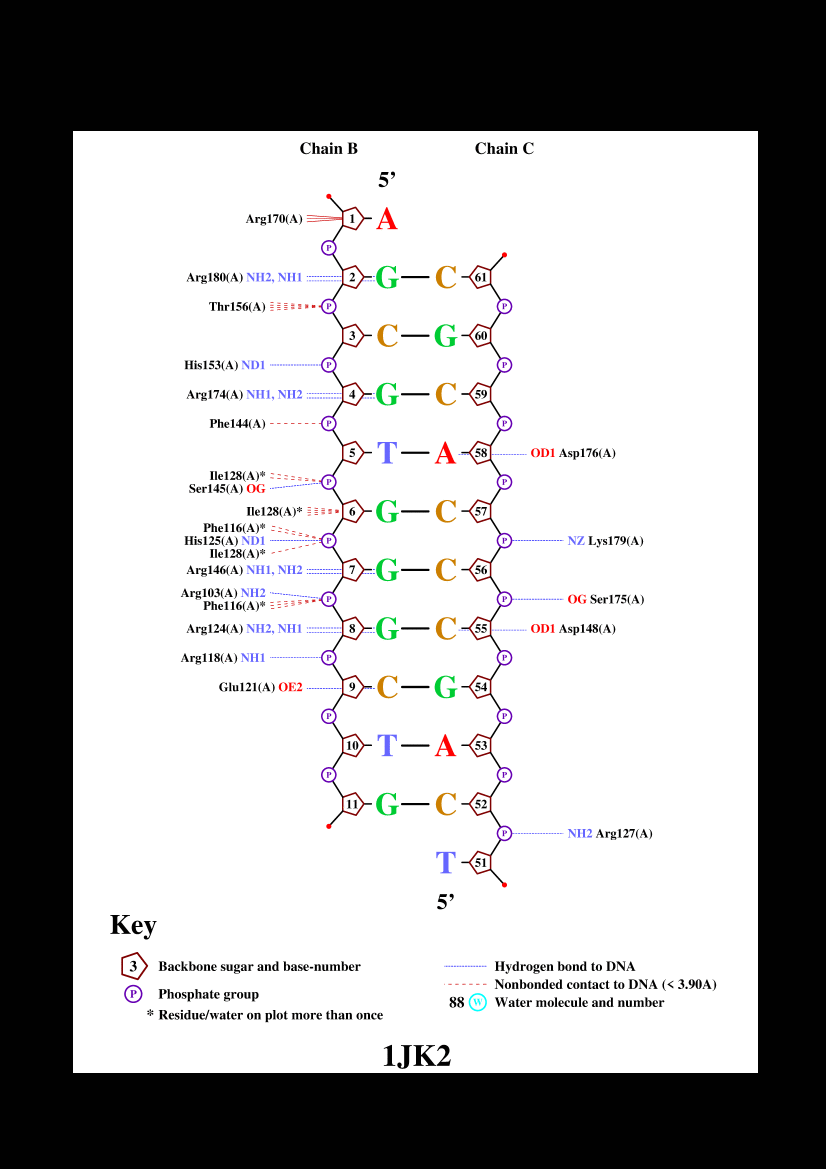 Chain B Chain C
5’
Arg170(A) 1 A
P
Arg180(A) NH2, NH1 2 G C 61
Thr156(A) P P
3 C G 60
His153(A) ND1 P P
Arg174(A) NH1, NH2 4 G C 59
Phe144(A) P P
5 T A 58 OD1 Asp176(A)
Ile128(A)*
P P
Ser145(A) OG
Ile128(A)* 6 G C 57
Phe116(A)*
His125(A) ND1 P P NZ Lys179(A)
Ile128(A)*
Arg146(A) NH1, NH2 7 G C 56
Arg103(A) NH2
P P OG Ser175(A)
Phe116(A)*
Arg124(A) NH2, NH1 8 G C 55 OD1 Asp148(A)
Arg118(A) NH1 P P
Glu121(A) OE2 9 C G 54
P P
10 T A 53
P P
11 G C 52
P NH2 Arg127(A)
T 51
5’
Key
3 Backbone sugar and base-number
P Phosphate group
* Residue/water on plot more than once
Hydrogen bond to DNA
Nonbonded contact to DNA (< 3.90A)
88 W Water molecule and number
1JK2